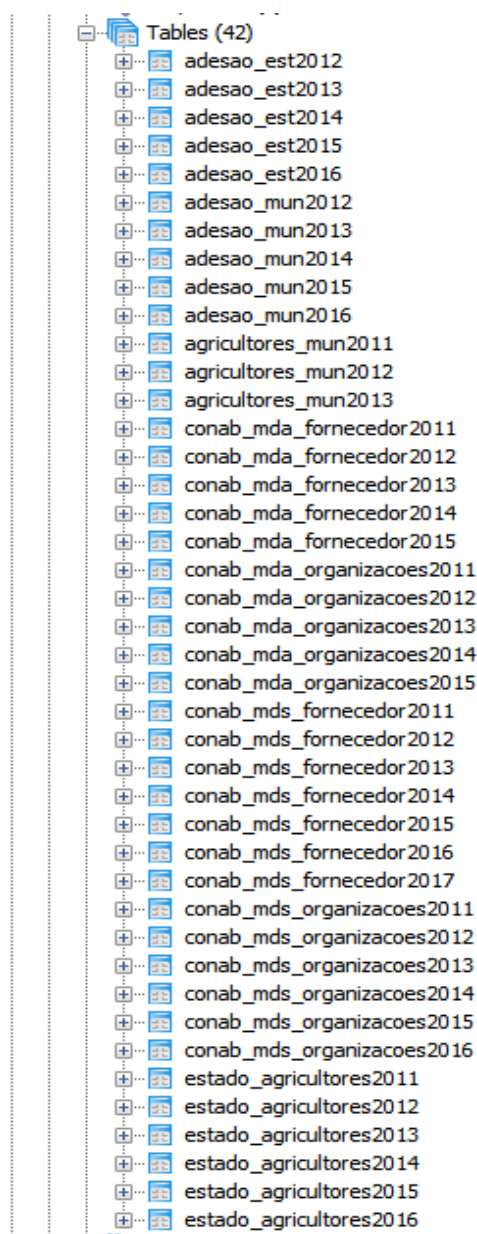 Tables (42)
adesao_est2012
adesao_est2013
adesao_est2014
adesao_est2015
adesao_est2016
adesao_mun2012
adesao_mun2013
adesao_mun2014
adesao_mun2015
adesao_mun2016
agricultores_mun2011
agricultores_mun2012
agricultores_mun2013
conab_mda_fornecedor2011
conab_mda_fornecedor2012
conab_mda_fornecedor2013
conab_mda_fornecedor2014
conab_mda_fornecedor2015
conab_mda_organizacoes2011
conab_mda_organizacoes2012
conab_mda_organizacoes2013
conab_mda_organizacoes2014
conab_mda_organizacoes2015
conab_mds_fornecedor2011
conab_mds_fornecedor2012
conab_mds_fornecedor2013
conab_mds_fornecedor2014
conab_mds_fornecedor2015
conab_mds_fornecedor2016
conab_mds_fornecedor2017
conab_mds_organizacoes2011
conab_mds_organizacoes2012
conab_mds_organizacoes2013
conab_mds_organizacoes2014
conab_mds_organizacoes2015
conab_mds_organizacoes2016
estado_agricultores2011
estado_agricultores2012
estado_agricultores2013
estado_agricultores2014
estado_agricultores2015
estado_agricultores2016